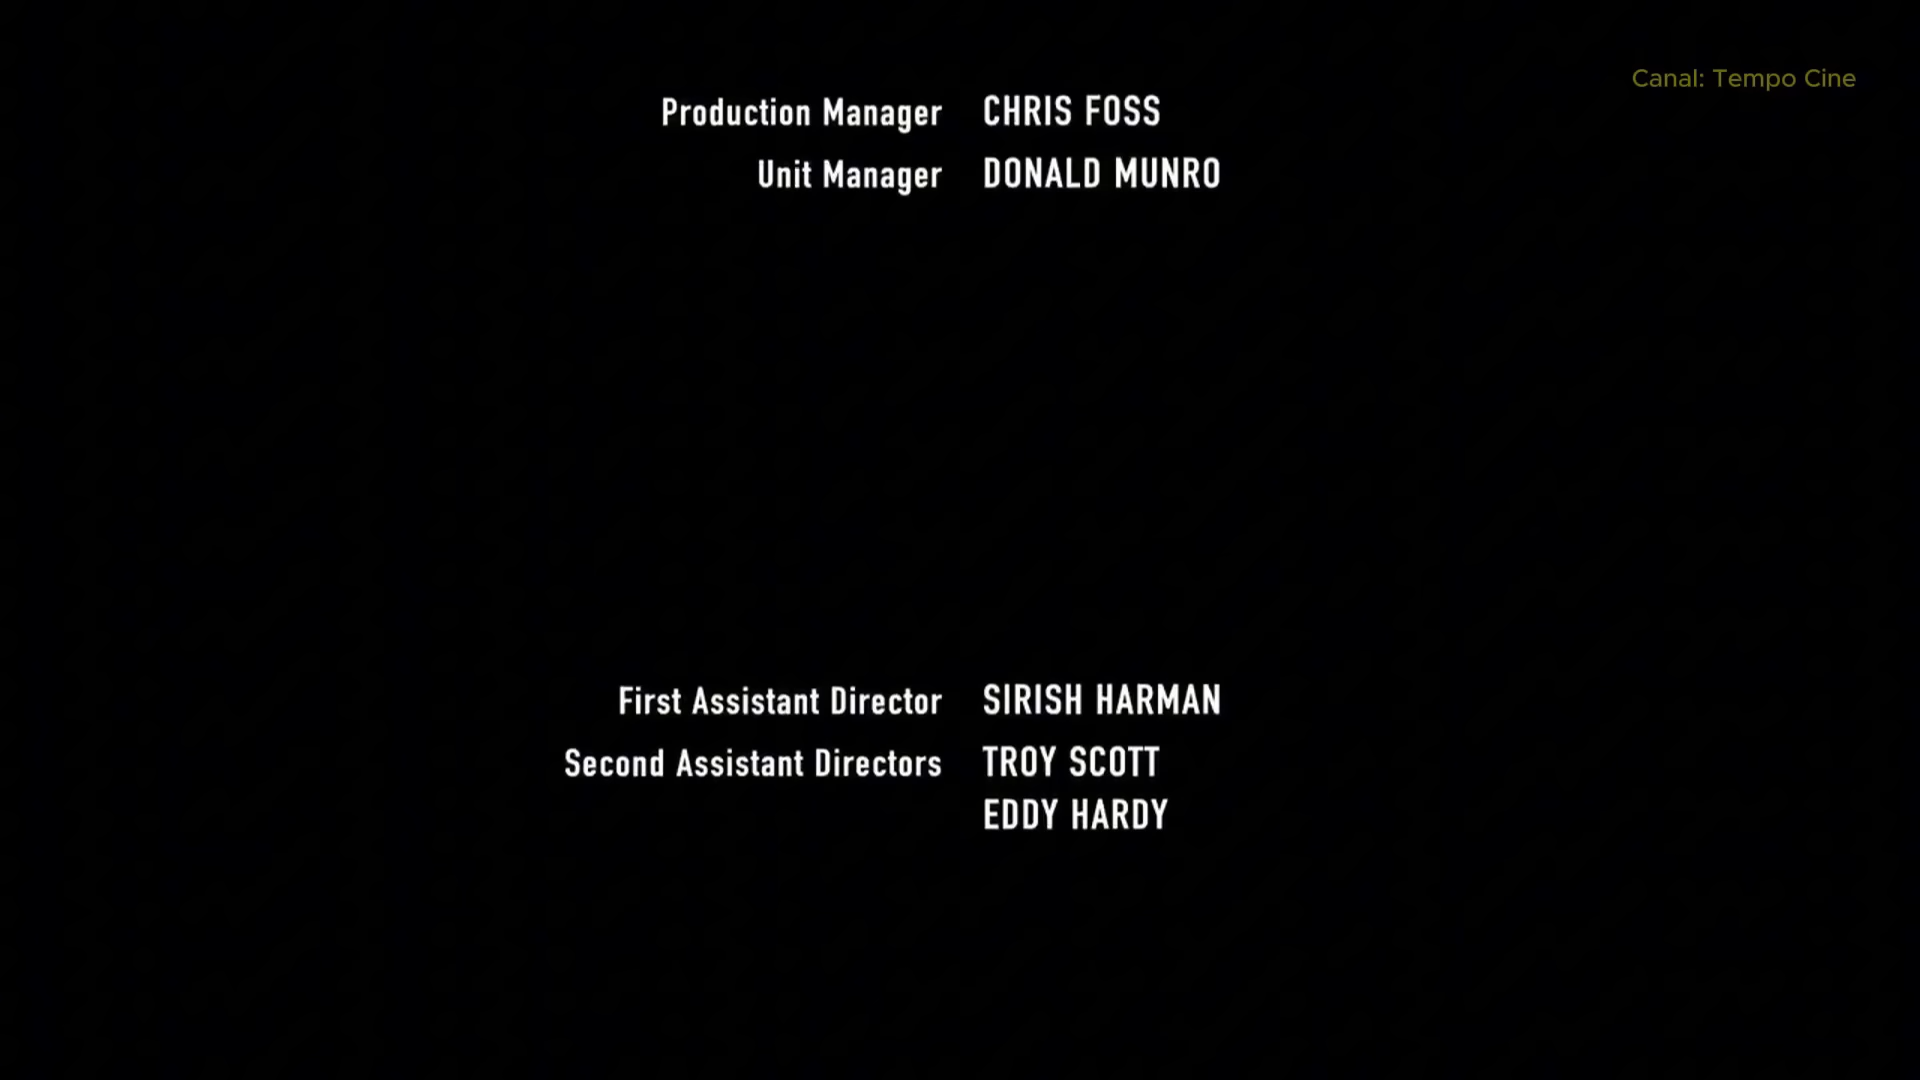 Canal: Tempo Cine
Production Manager CHRIS FOSS
Unit Manager DONALD MUNRO
First Assistant Director SIRISH HARMAN
Second Assistant Directors TROY SCOTT
EDDY HARDY